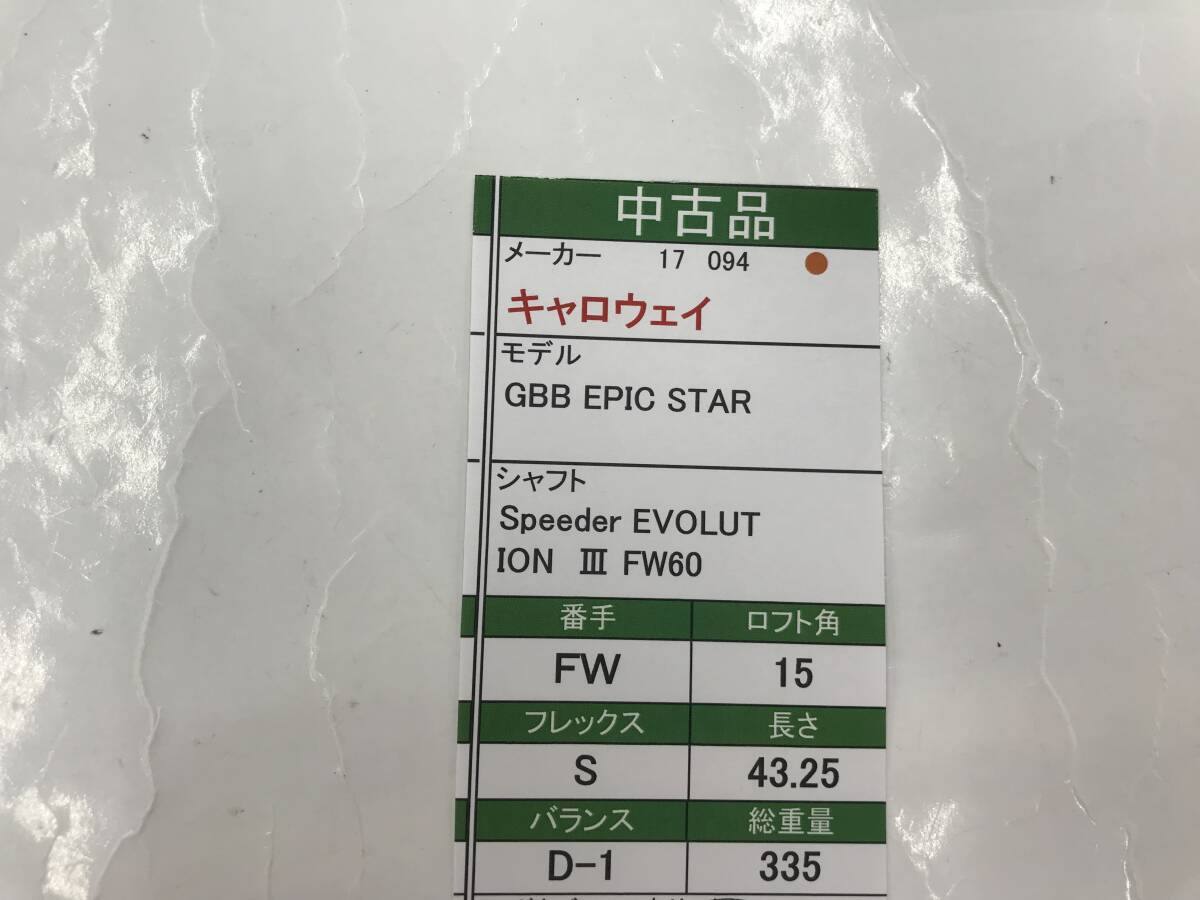 中古品
メーカー 17 094
キャロウェイ
モデル
GBB EPIC STAR
シャフト
Speeder EVOLUT
ION Ⅲ FW60
番手 ロフト角
FW 15
フレックス 長さ
S 43.25
バランス 総重量
D-1 335